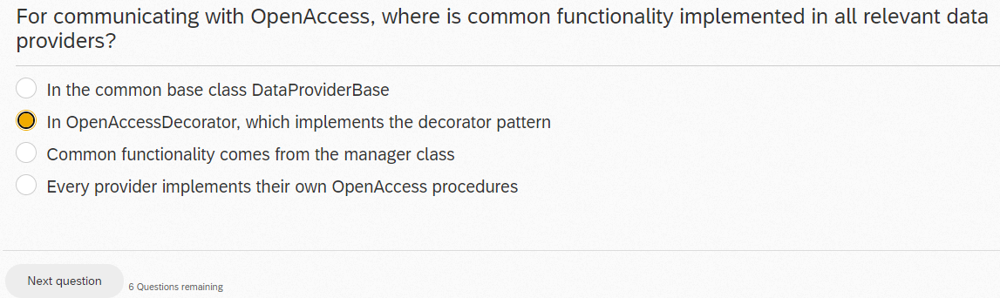 For communicating with OpenAccess, where is common functionality implemented in all relevant data
providers?
In the common base class DataProviderBase
In OpenAccessDecorator, which implements the decorator pattern
Common functionality comes from the manager class
Every provider implements their own OpenAccess procedures
Next question
6 Questions remaining